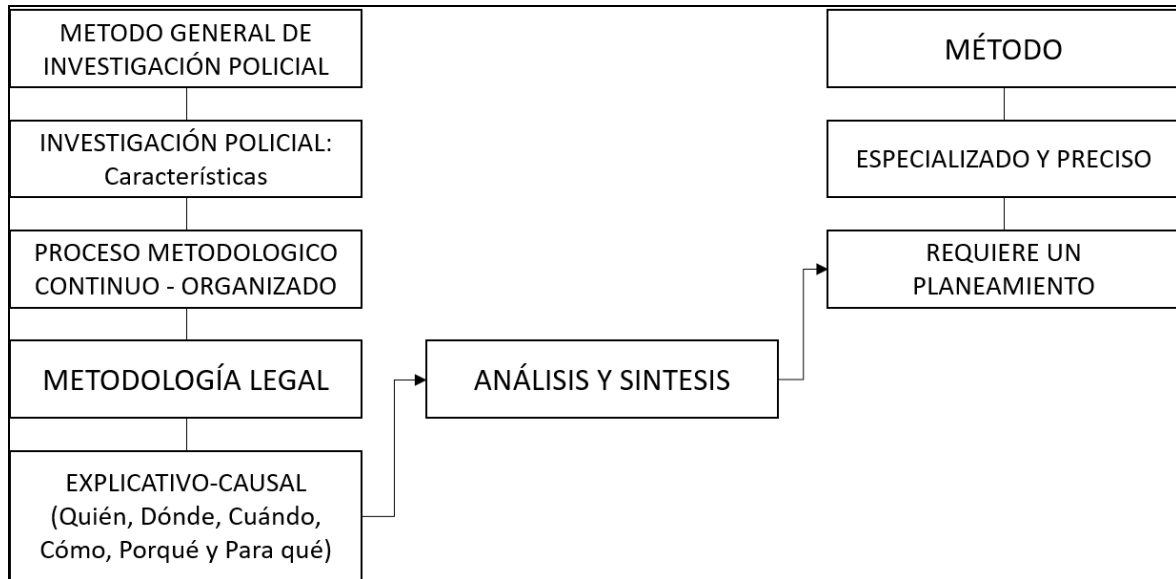 METODO GENERAL DE
INVESTIGACIÓN POLICIAL
INVESTIGACIÓN POLICIAL:
Características
PROCESO METODOLOGICO
CONTINUO - ORGANIZADO
METODOLOGÍA LEGAL
EXPLICATIVO-CAUSAL
(Quién, Dónde, Cuándo,
Cómo, Porqué y Para qué)
ANÁLISIS Y SINTESIS
MÉTODO
ESPECIALIZADO Y PRECISO
REQUIERE UN
PLANEAMIENTO